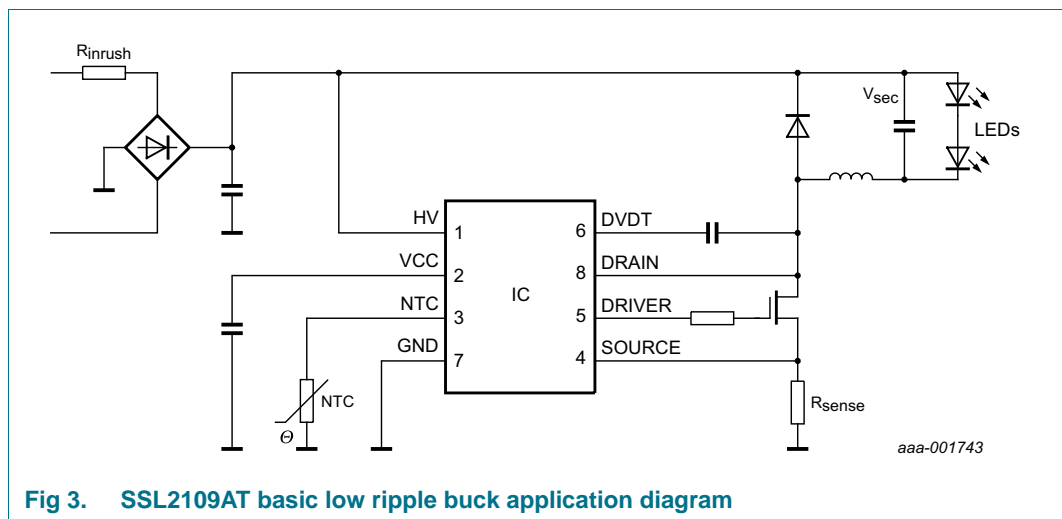 Rinrush
Vsec
LEDs
HV
1
VCC
2
NTC
3
GND
7
IC
DVDT
6
DRAIN
8
DRIVER
5
SOURCE
4
NTC
Θ
Rsense
aaa-001743
Fig 3. SSL2109AT basic low ripple buck application diagram